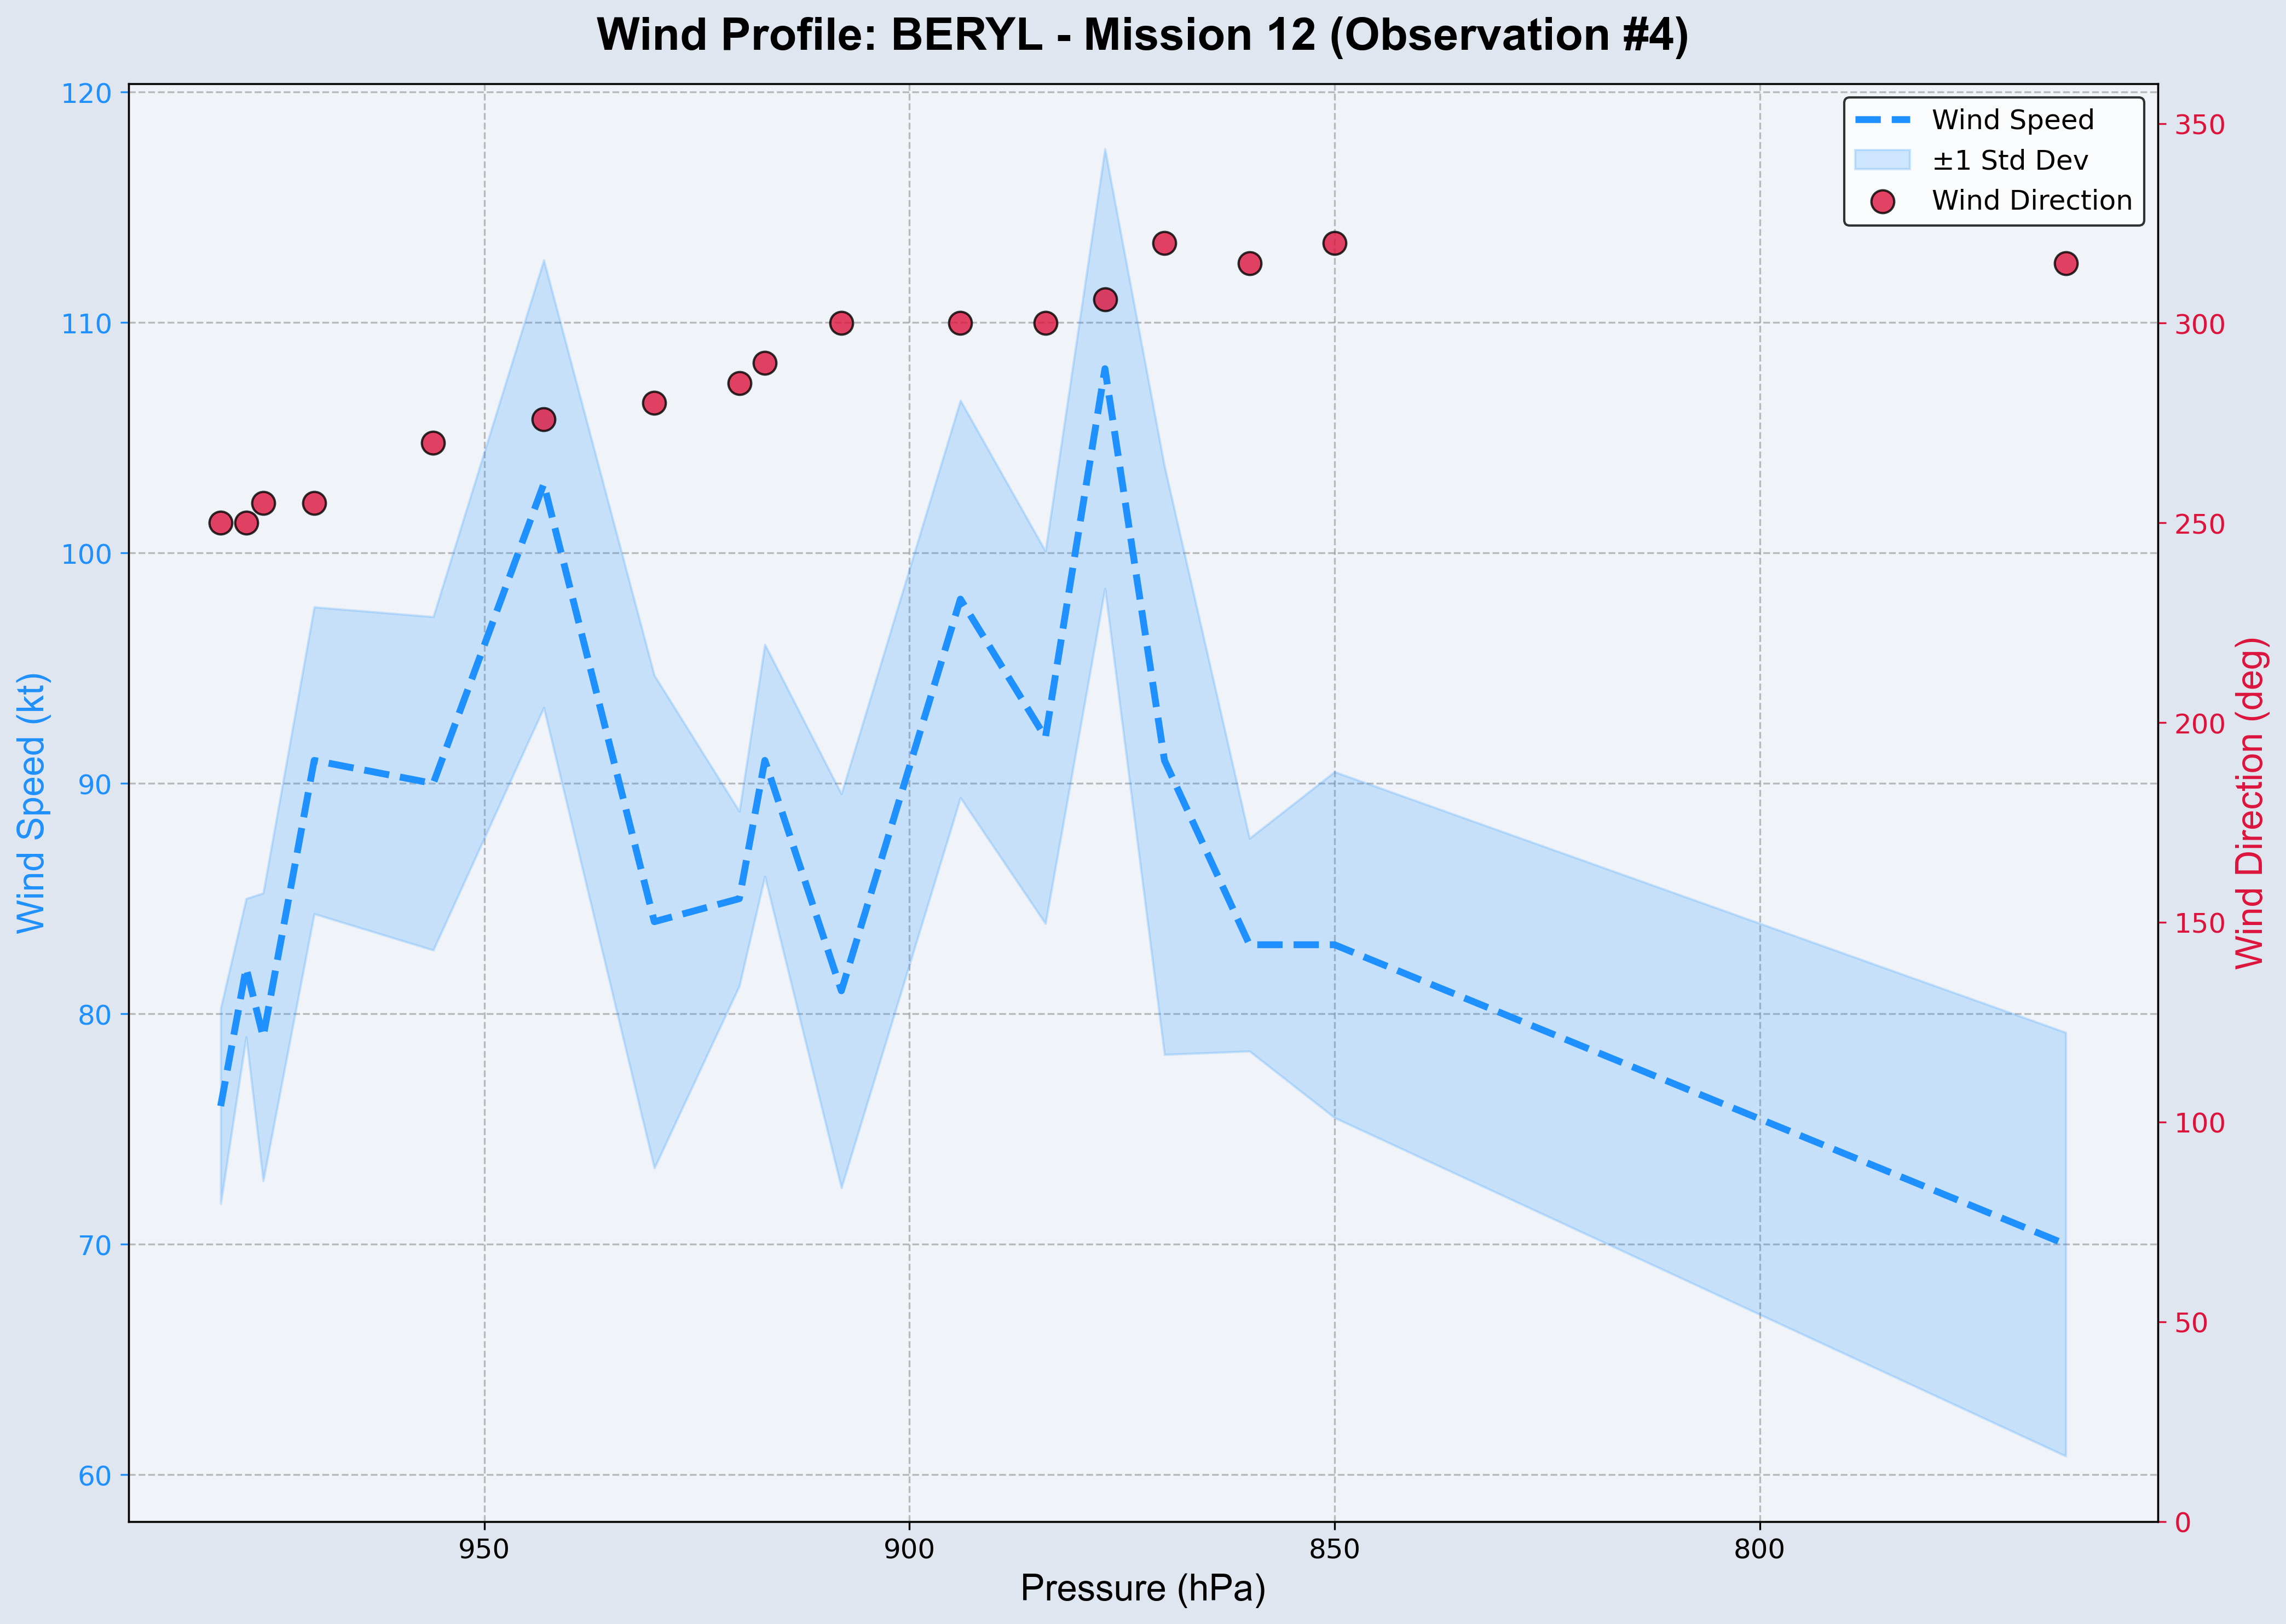 Wind Profile: BERYL - Mission 12 (Observation #4)
Wind Speed (kt)
120
110
100
90
80
70
60
Wind Speed
±1 Std Dev
Wind Direction
350
300
250
200
150
100
50
0
Wind Direction (deg)
950
900
850
800
Pressure (hPa)